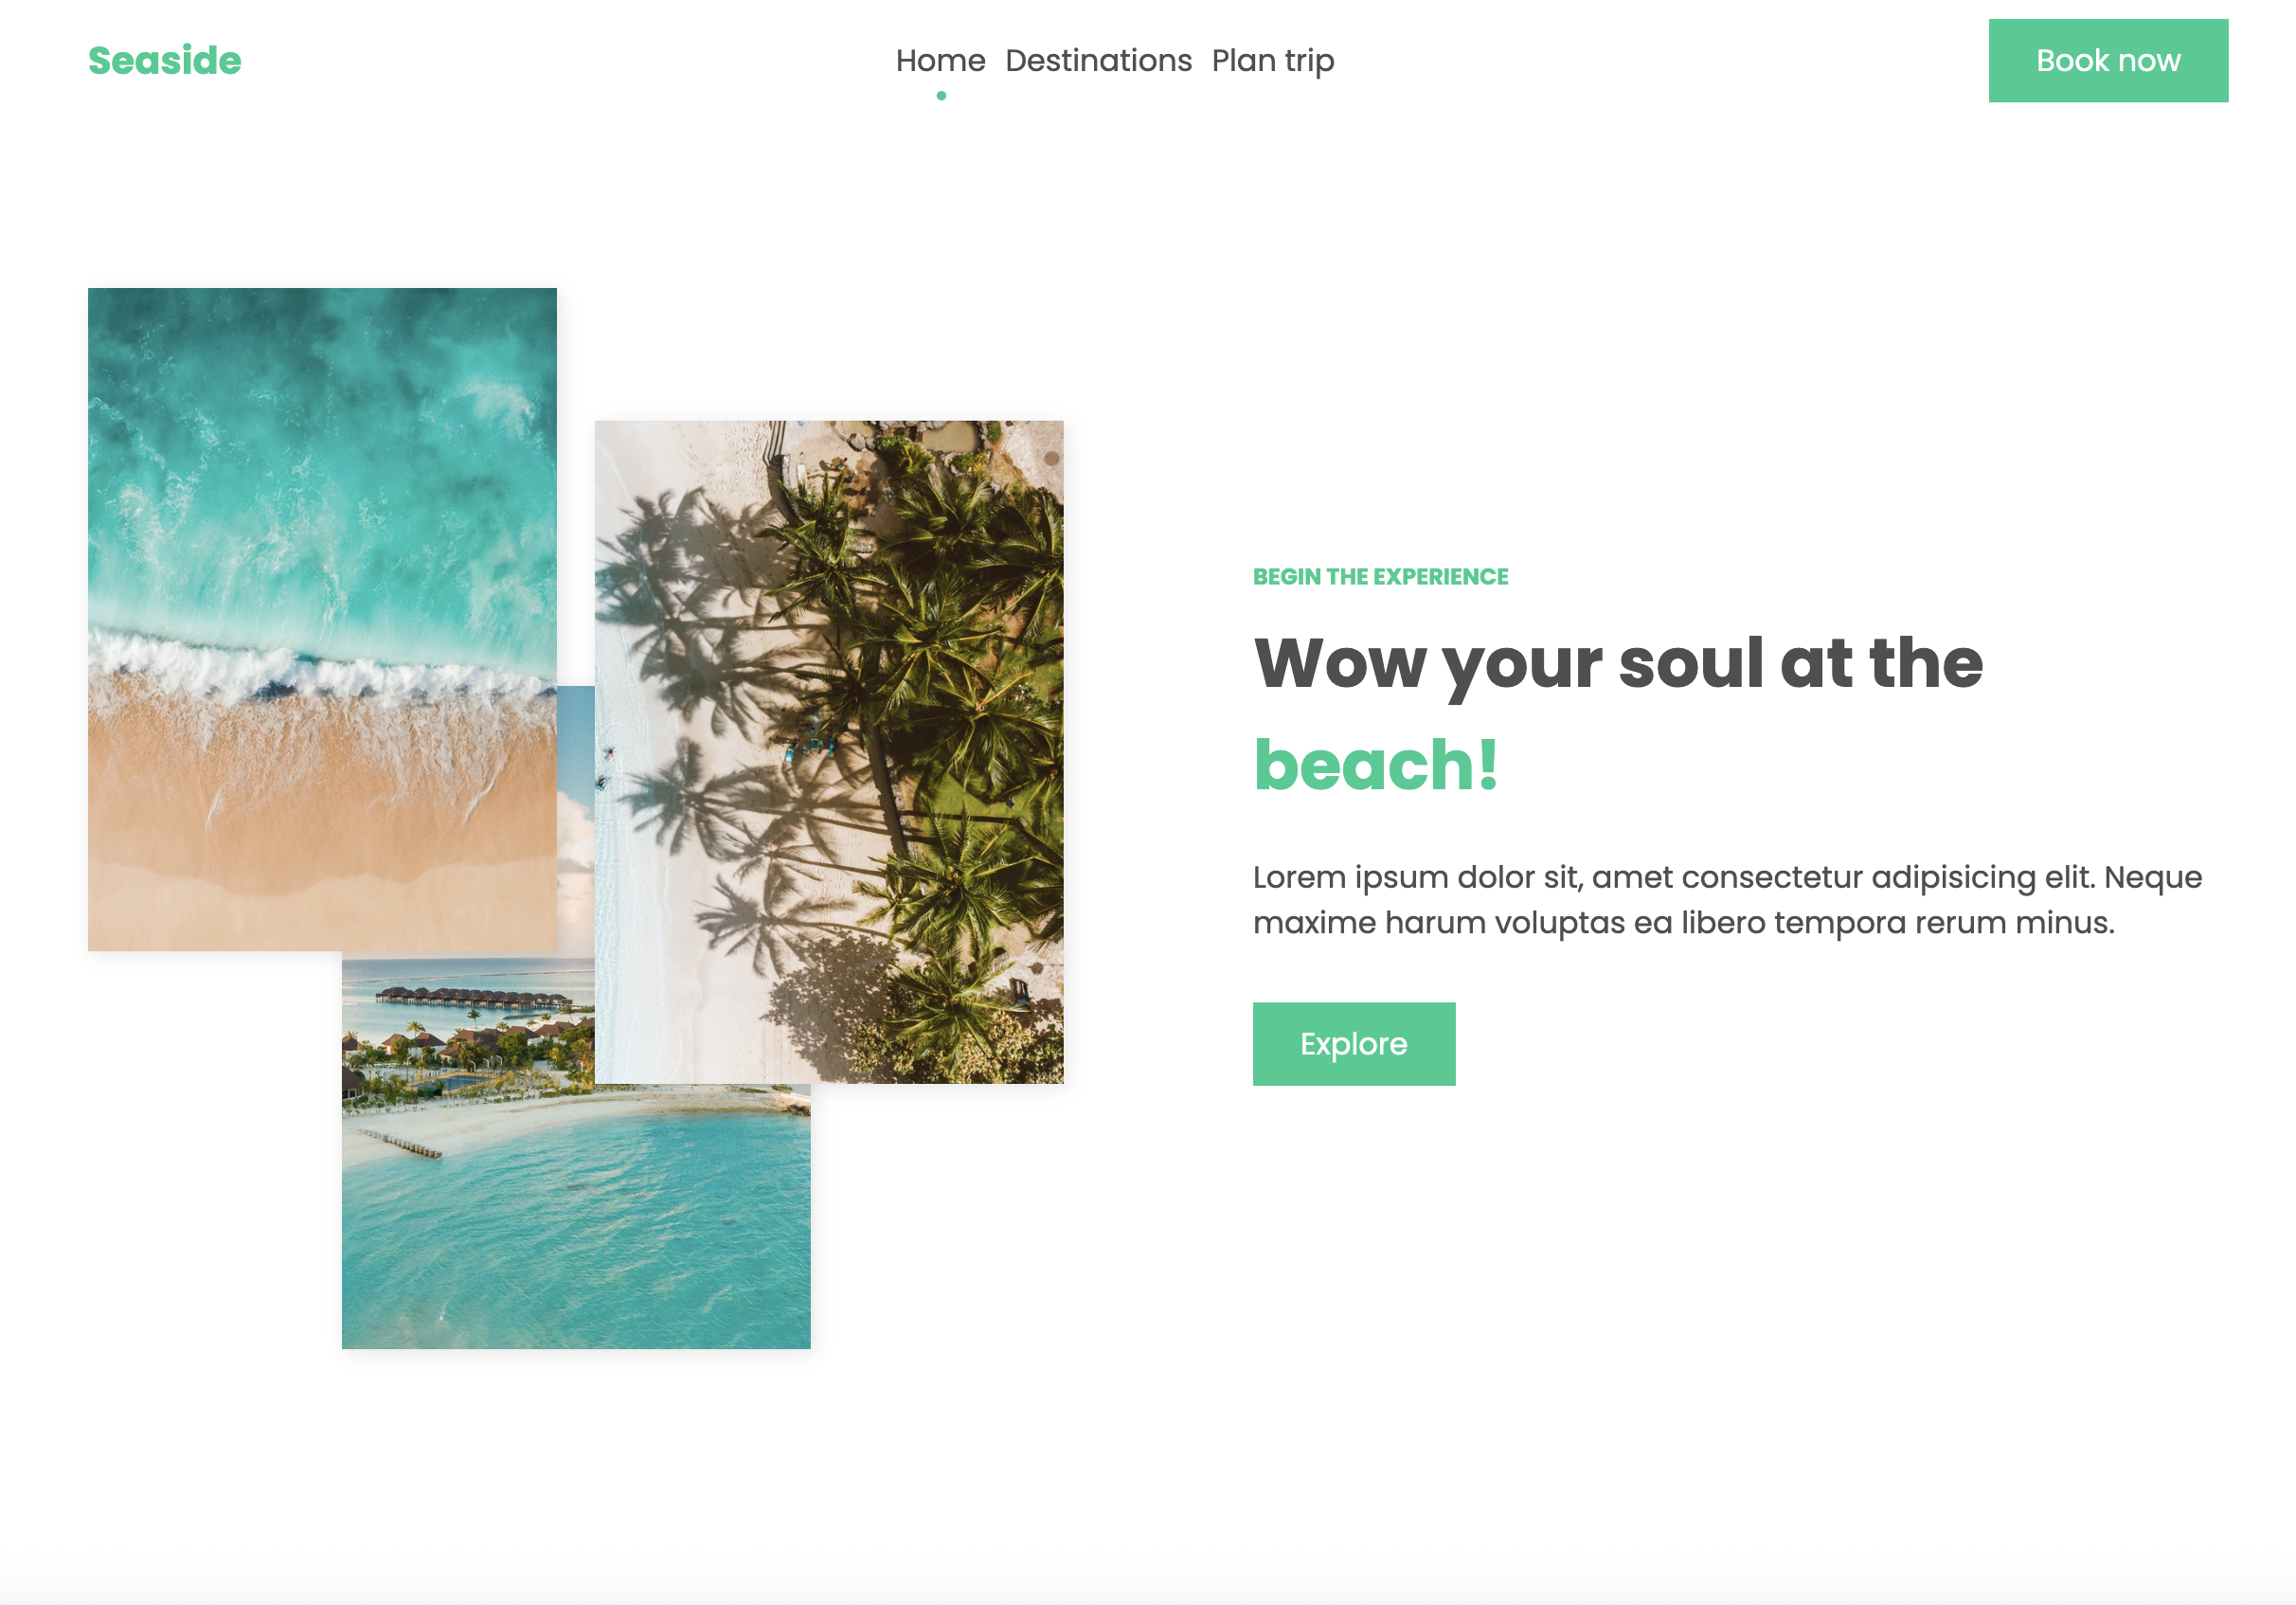 Seaside
Home Destinations Plan trip
Book now
BEGIN THE EXPERIENCE
Wow your soul at the
beach!
Lorem ipsum dolor sit, amet consectetur adipisicing elit. Neque
maxime harum voluptas ea libero tempora rerum minus.
Explore